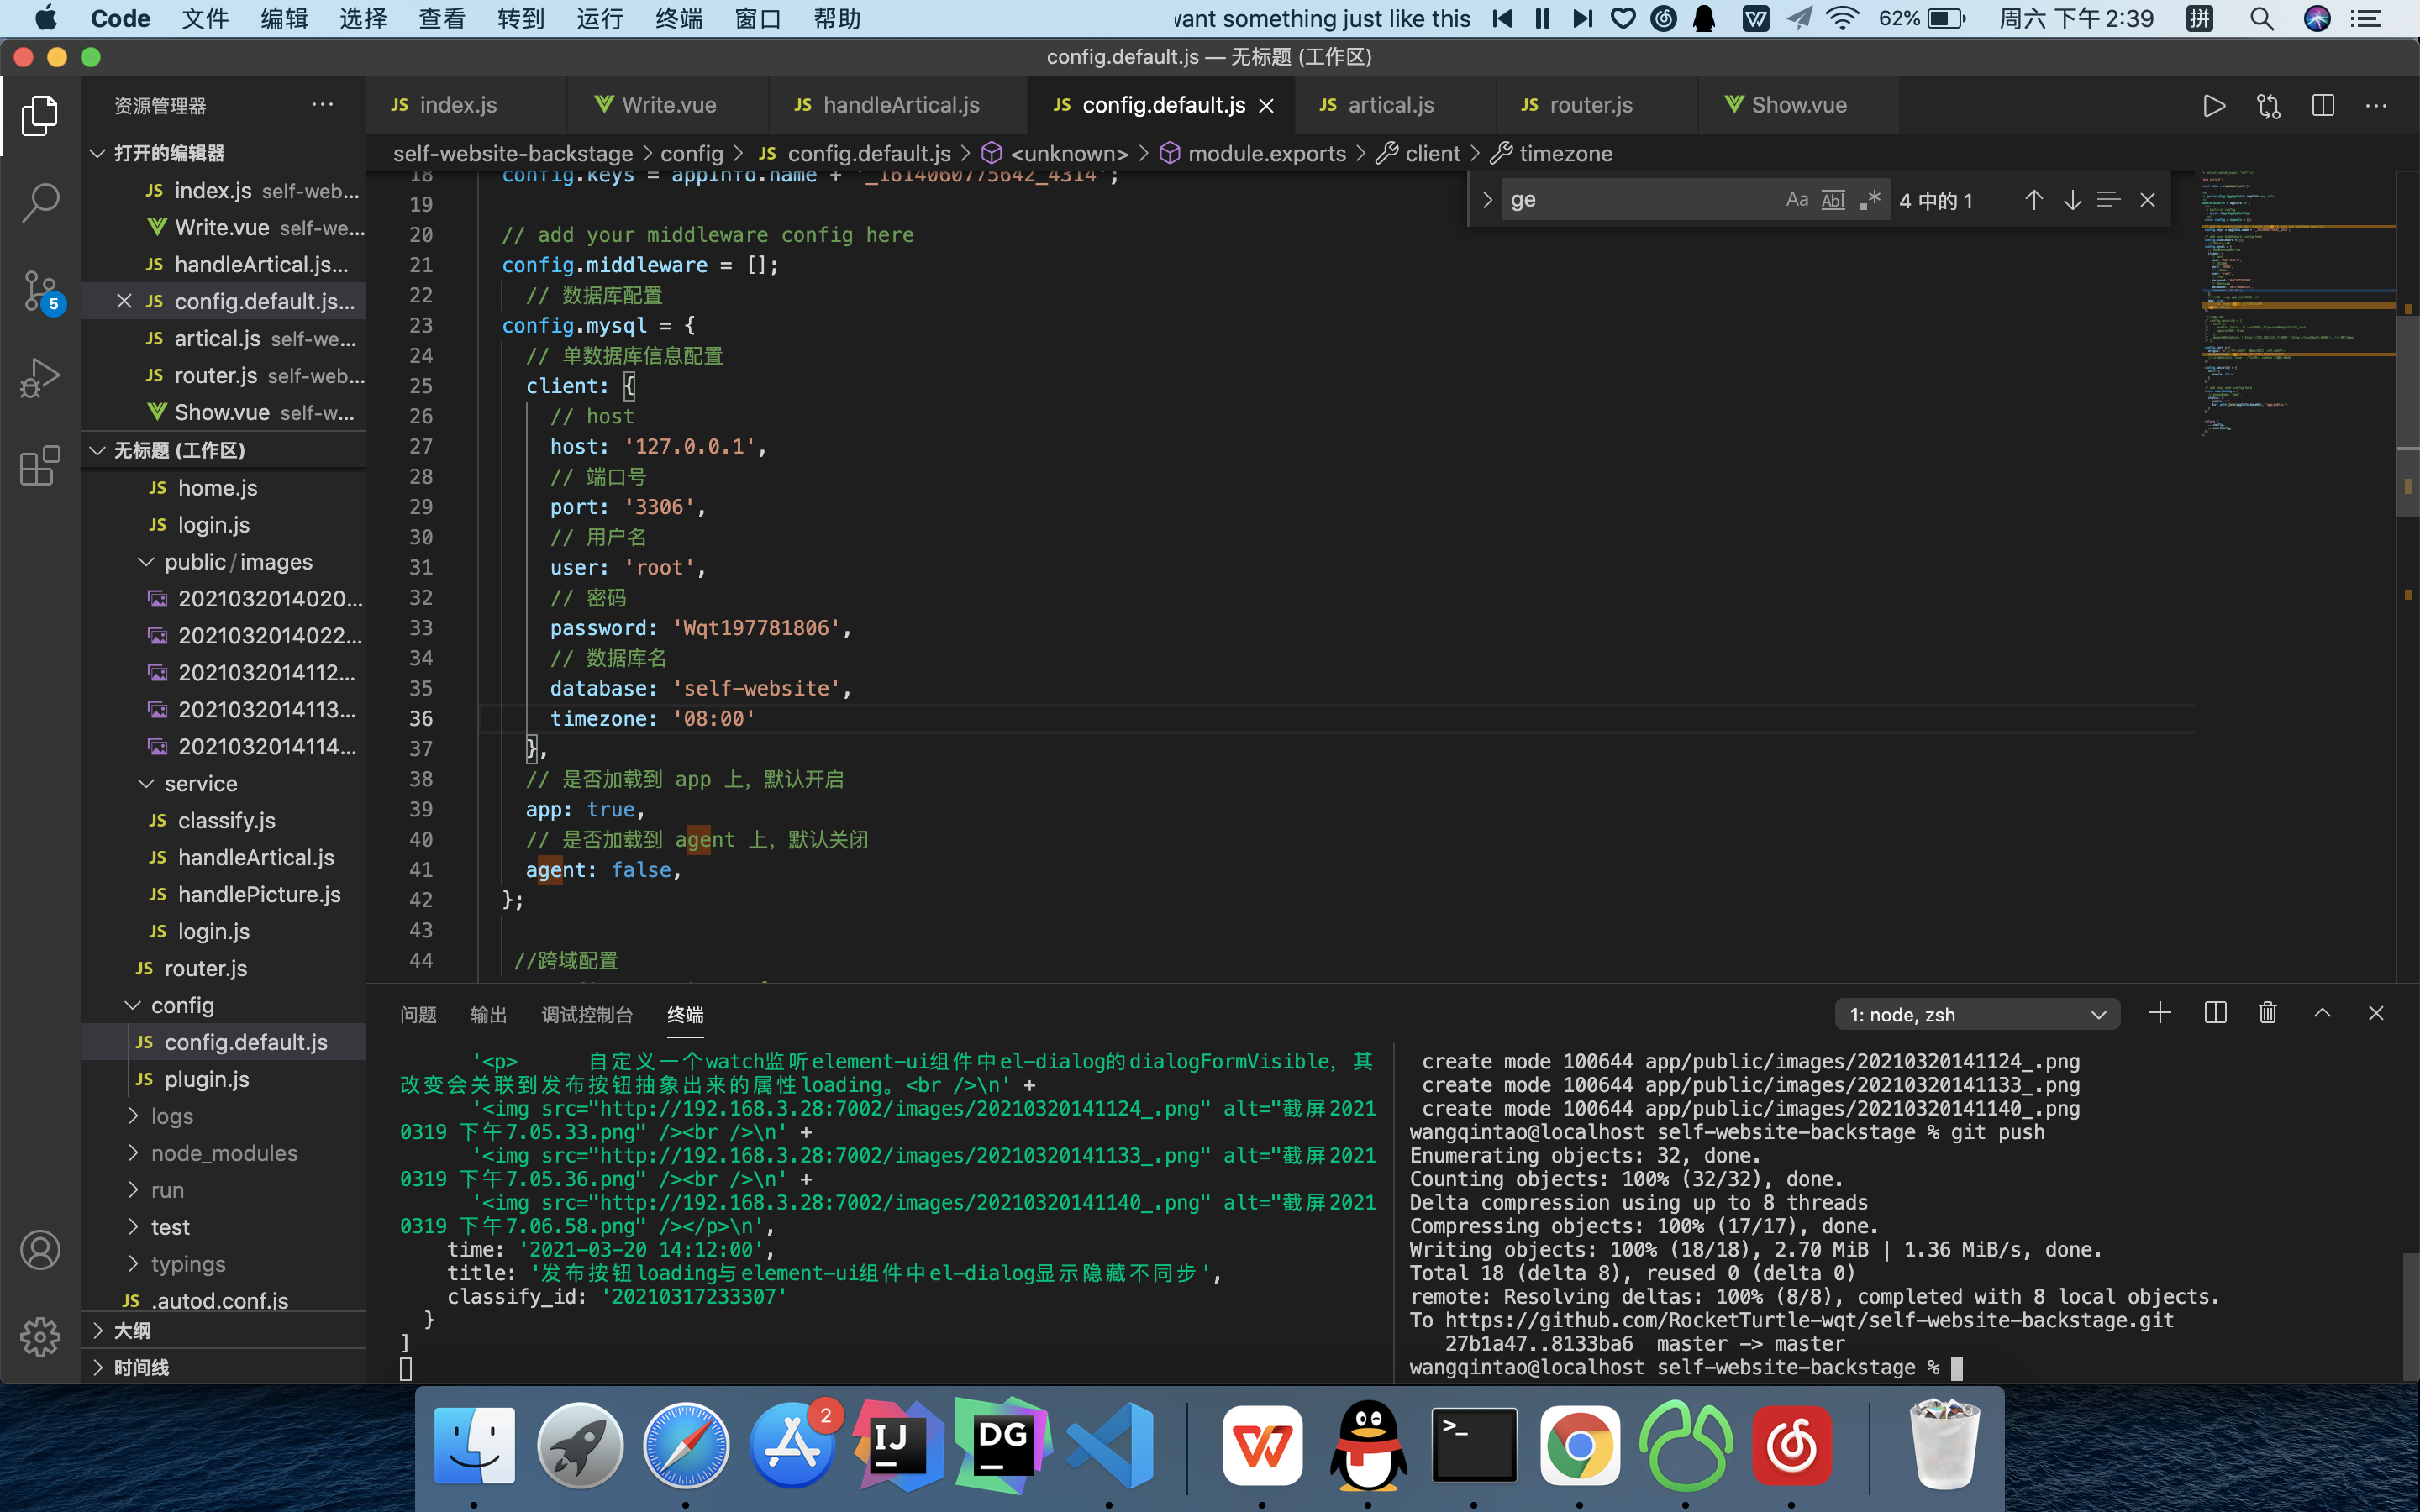 Code 文件 编辑 选择 查看 转到 运行 终端 窗口 帮助 want something just like this 62% 周六 下午 2:39 拼
config.default.js — 无标题 (工作区)
资源管理器
JS index.js Write.vue JS handleArtical.js JS config.default.js JS artical.js JS router.js Show.vue
self-website-backstage > config > JS config.default.js > <unknown> > module.exports > client > timezone
打开的编辑器
JS index.js self-web...
Write.vue self-we...
JS handleArtical.js...
JS config.default.js...
JS artical.js self-we...
JS router.js self-web...
Show.vue self-w...
5
无标题 (工作区)
JS home.js
JS login.js
public/images
2021032014020...
2021032014022...
2021032014112...
2021032014113...
2021032014114...
service
JS classify.js
JS handleArtical.js
JS handlePicture.js
JS login.js
JS router.js
config
JS config.default.js
JS plugin.js
logs
node_modules
run
test
typings
JS .autod.conf.js
大纲
时间线
ge Aa Abl 4 中的 1
18 config.keys = appInfo.name + '_1614060775642_4314';
19
20 // add your middleware config here
21 config.middleware = [];
22 // 数据库配置
23 config.mysql = {
24 // 单数据库信息配置
25 client: {
26 // host
27 host: '127.0.0.1',
28 // 端口号
29 port: '3306',
30 // 用户名
31 user: 'root',
32 // 密码
33 password: 'Wqt197781806',
34 // 数据库名
35 database: 'self-website',
36 timezone: '08:00'
37 },
38 // 是否加载到 app 上，默认开启
39 app: true,
40 // 是否加载到 agent 上，默认关闭
41 agent: false,
42 };
43
44 //跨域配置
问题 输出 调试控制台 终端 1: node, zsh
'<p> 自定义一个watch监听element-ui组件中el-dialog的dialogFormVisible，其
改变会关联到发布按钮抽象出来的属性loading。<br />\n' +
'<img src="http://192.168.3.28:7002/images/20210320141124_.png" alt="截屏2021
0319 下午7.05.33.png" /><br />\n' +
'<img src="http://192.168.3.28:7002/images/20210320141133_.png" alt="截屏2021
0319 下午7.05.36.png" /><br />\n' +
'<img src="http://192.168.3.28:7002/images/20210320141140_.png" alt="截屏2021
0319 下午7.06.58.png" /></p>\n',
time: '2021-03-20 14:12:00',
title: '发布按钮loading与element-ui组件中el-dialog显示隐藏不同步',
classify_id: '20210317233307'
}
]
create mode 100644 app/public/images/20210320141124_.png
create mode 100644 app/public/images/20210320141133_.png
create mode 100644 app/public/images/20210320141140_.png
wangqintao@localhost self-website-backstage % git push
Enumerating objects: 32, done.
Counting objects: 100% (32/32), done.
Delta compression using up to 8 threads
Compressing objects: 100% (17/17), done.
Writing objects: 100% (18/18), 2.70 MiB | 1.36 MiB/s, done.
Total 18 (delta 8), reused 0 (delta 0)
remote: Resolving deltas: 100% (8/8), completed with 8 local objects.
To https://github.com/RocketTurtle-wqt/self-website-backstage.git
27b1a47..8133ba6 master -> master
wangqintao@localhost self-website-backstage %
2
IJ
DG